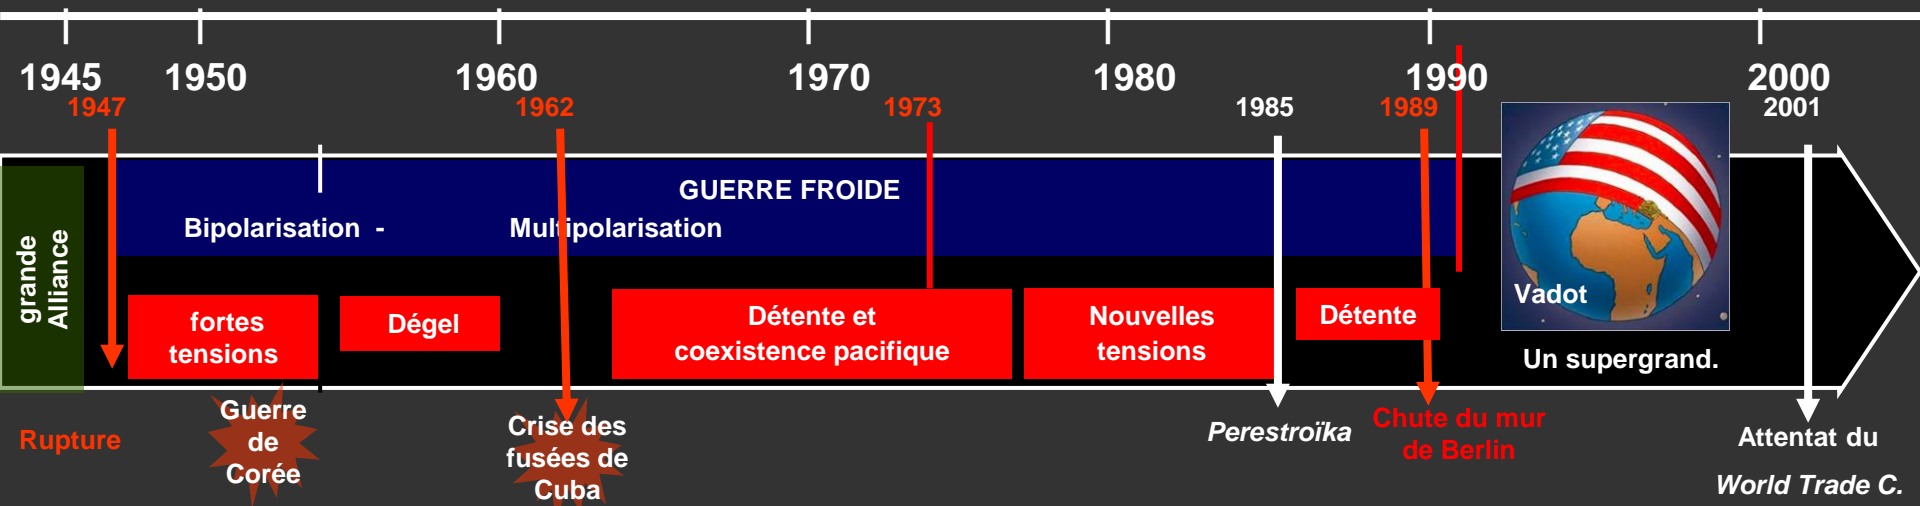 1945 1950 1960 1970 1980 1990 2000
1947 1962 1973 1985 1989 2001
GUERRE FROIDE
Bipolarisation - Multipolarisation
grande
Alliance
fortes
tensions
Dégel
Détente et
coexistence pacifique
Nouvelles
tensions
Détente
Vadot
Un supergrand.
Rupture
Guerre
de
Corée
Crise des
fusées de
Cuba
Perestroïka
Chute du mur
de Berlin
Attentat du
World Trade C.